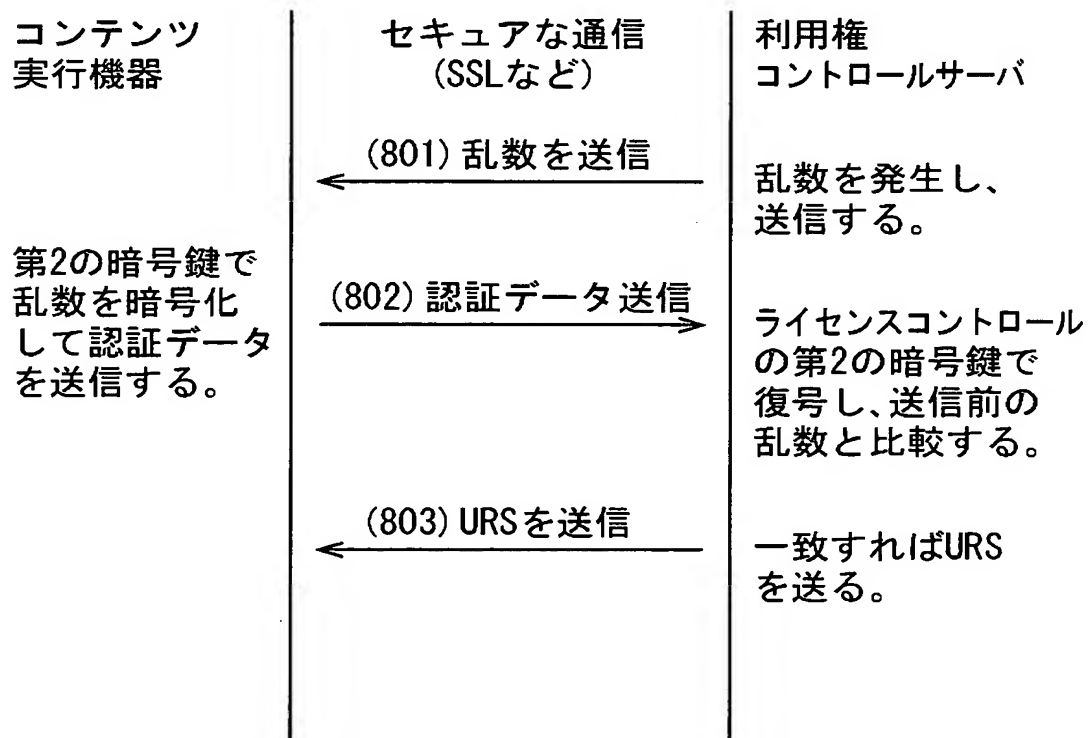 コンテンツ
実行機器
セキュアな通信
(SSLなど)
利用権
コントロールサーバ
(801) 乱数を送信
乱数を発生し、
送信する。
第2の暗号鍵で
乱数を暗号化
して認証データ
を送信する。
(802) 認証データ送信
ライセンスコントロール
の第2の暗号鍵で
復号し、送信前の
乱数と比較する。
(803) URSを送信
一致すればURS
を送る。